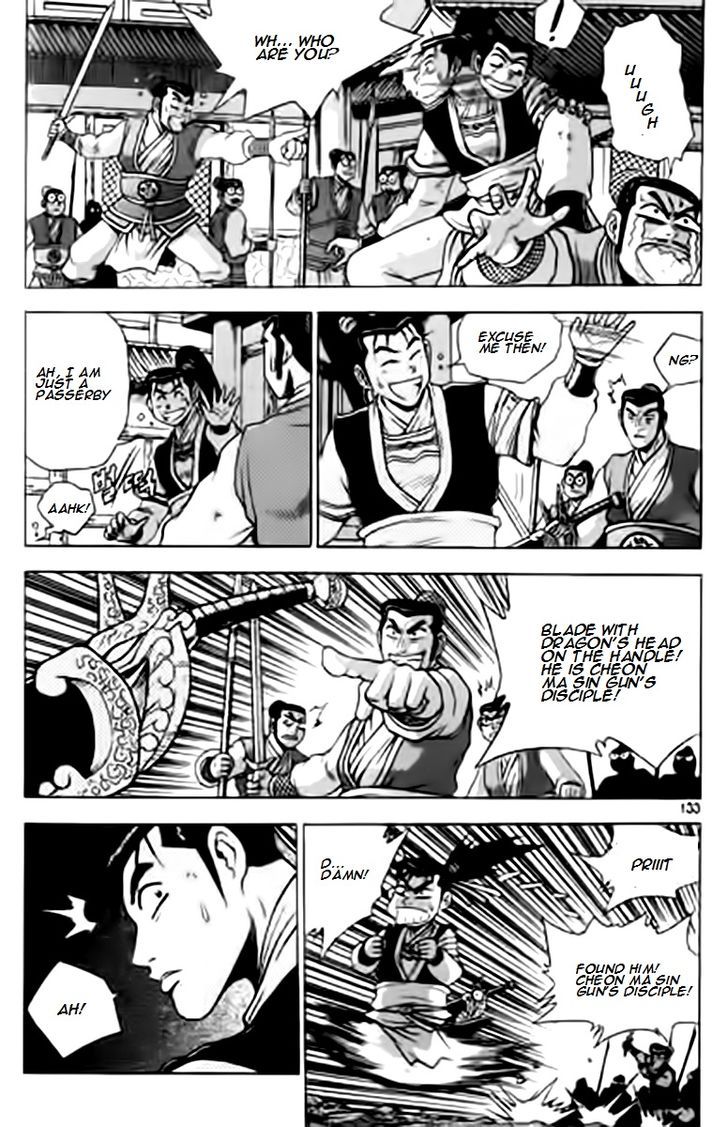 WH... WHO
ARE YOU?
!
UUUGH
AH, I AM
JUST A
PASSERBY
AAHK!
EXCUSE
ME THEN!
NG?
BLADE WITH
DRAGON'S HEAD
ON THE HANDLE!
HE IS CHEON
MA SIN GUN'S
DISCIPLE!
133
AH!
D...
DAMN!
PRIIIT
FOUND HIM!
CHEON MA SIN
GUN'S DISCIPLE!